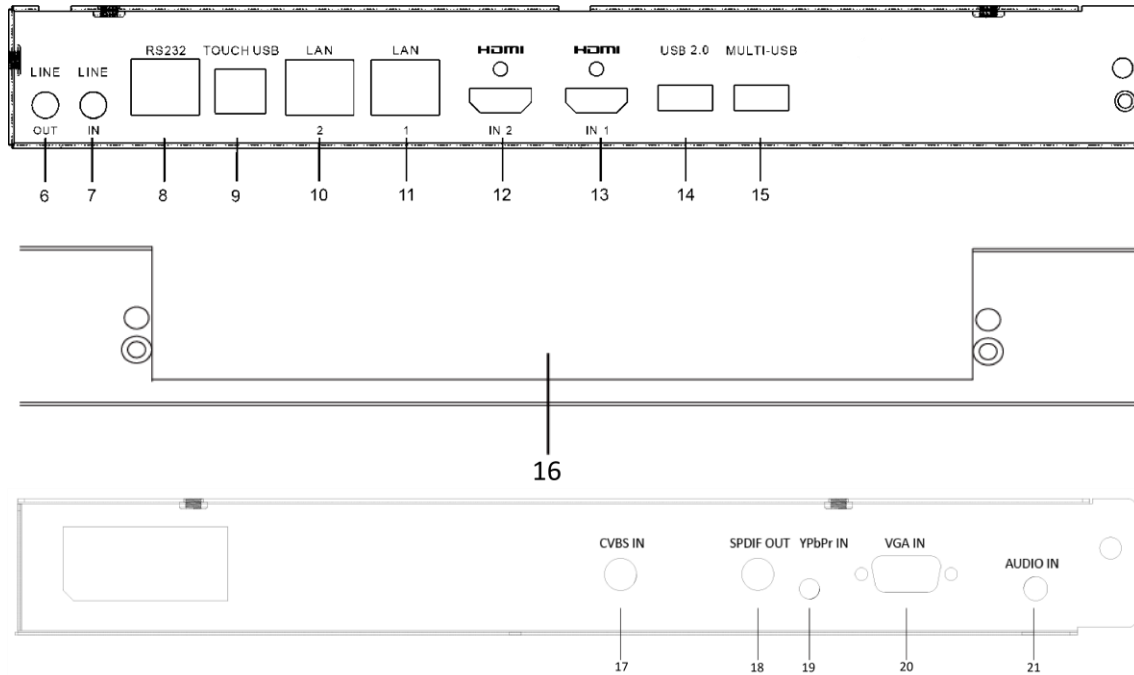 RS232 TOUCH USB LAN LAN HDMI HDMI USB 2.0 MULTI-USB
LINE LINE
OUT IN 2 1 IN 2 IN 1
6 7 8 9 10 11 12 13 14 15
16
CVBS IN SPDIF OUT YPbPr IN VGA IN AUDIO IN
17 18 19 20 21